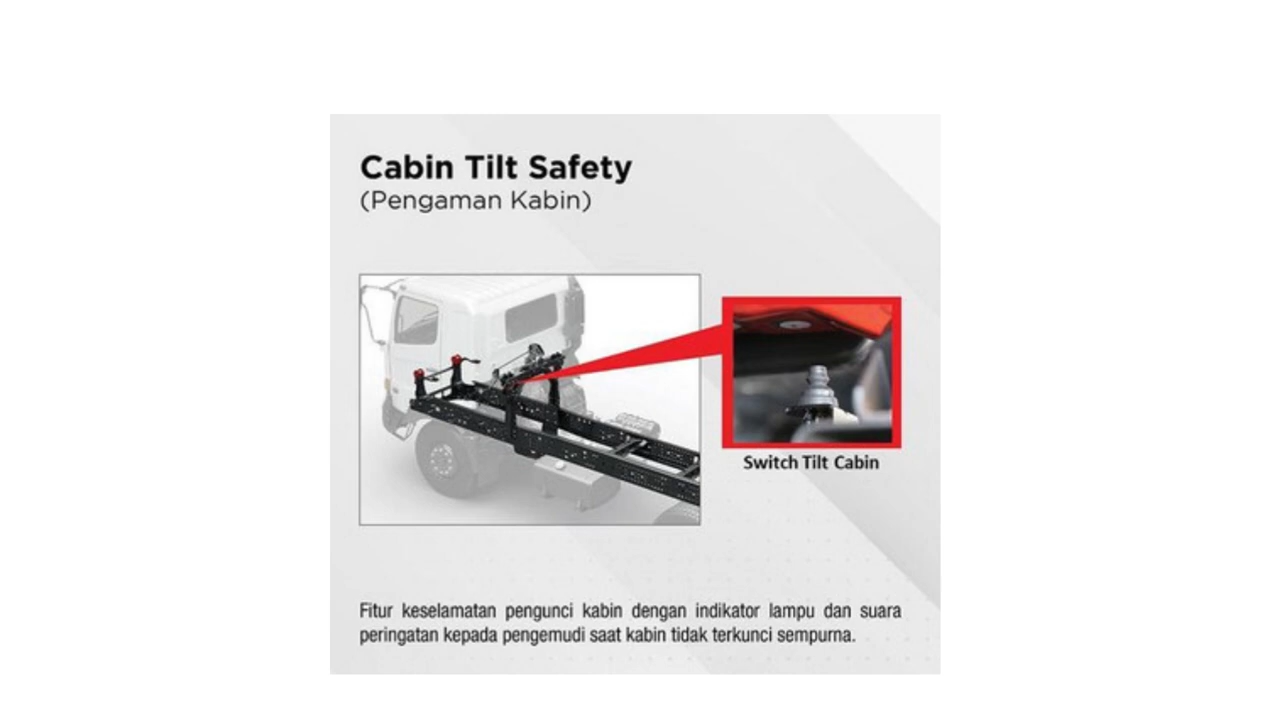 Cabin Tilt Safety
(Pengaman Kabin)
Switch Tilt Cabin
Fitur keselamatan pengunci kabin dengan indikator lampu dan suara
peringatan kepada pengemudi saat kabin tidak terkunci sempurna.